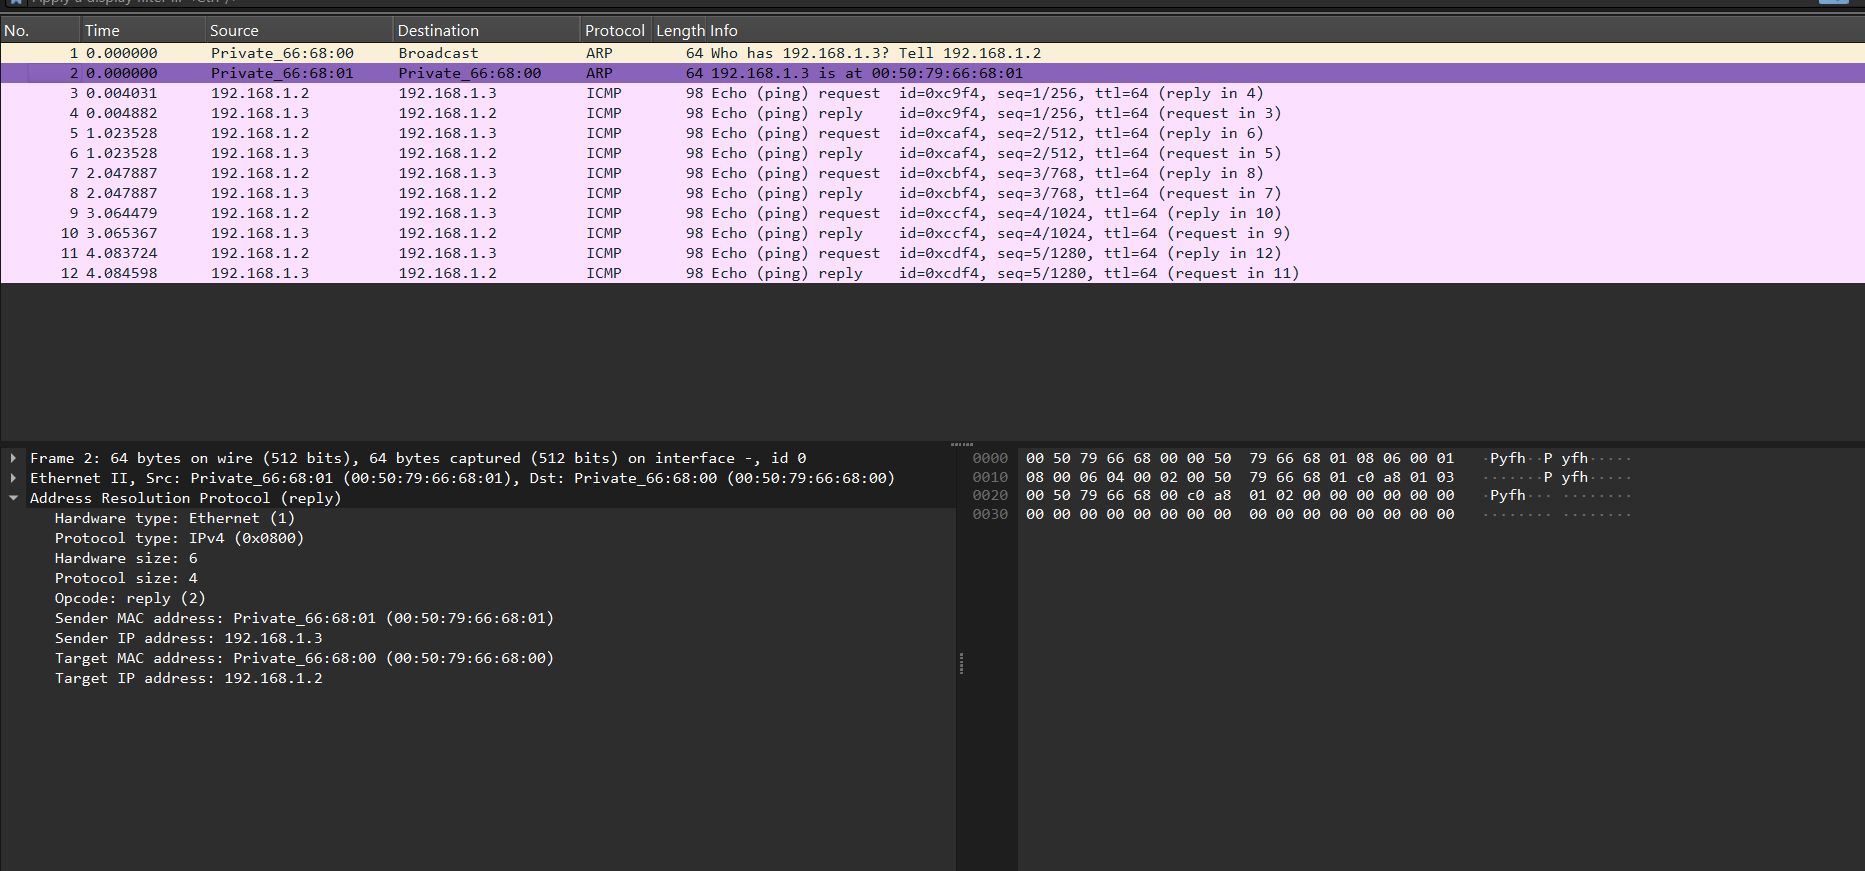 Apply a display filter ... <Ctrl-/>
No. Time Source Destination Protocol Length Info
1 0.000000 Private_66:68:00 Broadcast ARP 64 Who has 192.168.1.3? Tell 192.168.1.2
2 0.000000 Private_66:68:01 Private_66:68:00 ARP 64 192.168.1.3 is at 00:50:79:66:68:01
3 0.004031 192.168.1.2 192.168.1.3 ICMP 98 Echo (ping) request id=0xc9f4, seq=1/256, ttl=64 (reply in 4)
4 0.004882 192.168.1.3 192.168.1.2 ICMP 98 Echo (ping) reply id=0xc9f4, seq=1/256, ttl=64 (request in 3)
5 1.023528 192.168.1.2 192.168.1.3 ICMP 98 Echo (ping) request id=0xcaf4, seq=2/512, ttl=64 (reply in 6)
6 1.023528 192.168.1.3 192.168.1.2 ICMP 98 Echo (ping) reply id=0xcaf4, seq=2/512, ttl=64 (request in 5)
7 2.047887 192.168.1.2 192.168.1.3 ICMP 98 Echo (ping) request id=0xcbf4, seq=3/768, ttl=64 (reply in 8)
8 2.047887 192.168.1.3 192.168.1.2 ICMP 98 Echo (ping) reply id=0xcbf4, seq=3/768, ttl=64 (request in 7)
9 3.064479 192.168.1.2 192.168.1.3 ICMP 98 Echo (ping) request id=0xccf4, seq=4/1024, ttl=64 (reply in 10)
10 3.065367 192.168.1.3 192.168.1.2 ICMP 98 Echo (ping) reply id=0xccf4, seq=4/1024, ttl=64 (request in 9)
11 4.083724 192.168.1.2 192.168.1.3 ICMP 98 Echo (ping) request id=0xcdf4, seq=5/1280, ttl=64 (reply in 12)
12 4.084598 192.168.1.3 192.168.1.2 ICMP 98 Echo (ping) reply id=0xcdf4, seq=5/1280, ttl=64 (request in 11)
Frame 2: 64 bytes on wire (512 bits), 64 bytes captured (512 bits) on interface -, id 0
Ethernet II, Src: Private_66:68:01 (00:50:79:66:68:01), Dst: Private_66:68:00 (00:50:79:66:68:00)
Address Resolution Protocol (reply)
Hardware type: Ethernet (1)
Protocol type: IPv4 (0x0800)
Hardware size: 6
Protocol size: 4
Opcode: reply (2)
Sender MAC address: Private_66:68:01 (00:50:79:66:68:01)
Sender IP address: 192.168.1.3
Target MAC address: Private_66:68:00 (00:50:79:66:68:00)
Target IP address: 192.168.1.2
0000 00 50 79 66 68 00 00 50 79 66 68 01 08 06 00 01 ·Pyfh··P yfh·····
0010 08 00 06 04 00 02 00 50 79 66 68 01 c0 a8 01 03 ·······P yfh·····
0020 00 50 79 66 68 00 c0 a8 01 02 00 00 00 00 00 00 ·Pyfh··· ········
0030 00 00 00 00 00 00 00 00 00 00 00 00 00 00 00 00 ········ ········